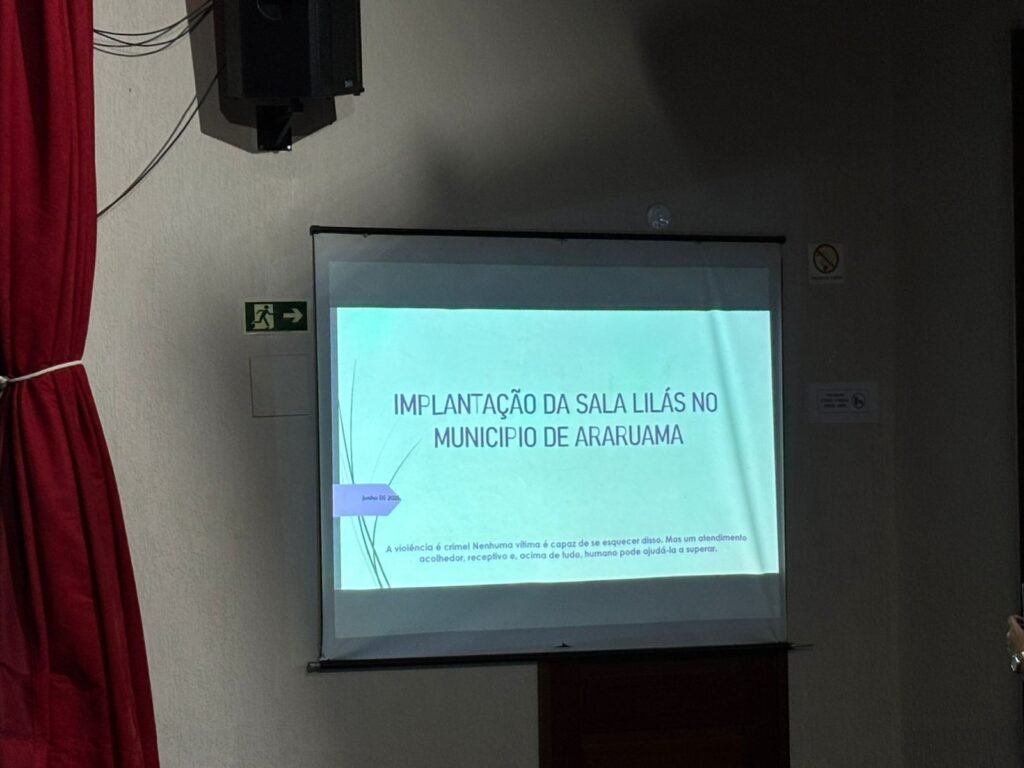 IMPLANTAÇÃO DA SALA LILÁS NO
MUNICIPIO DE ARARUAMA
A violência é crime! Nenhuma vítima é capaz de se esquecer disso. Mas um atendimento
acolhedor, receptivo e, acima de tudo, humano pode ajudá-la a superar.